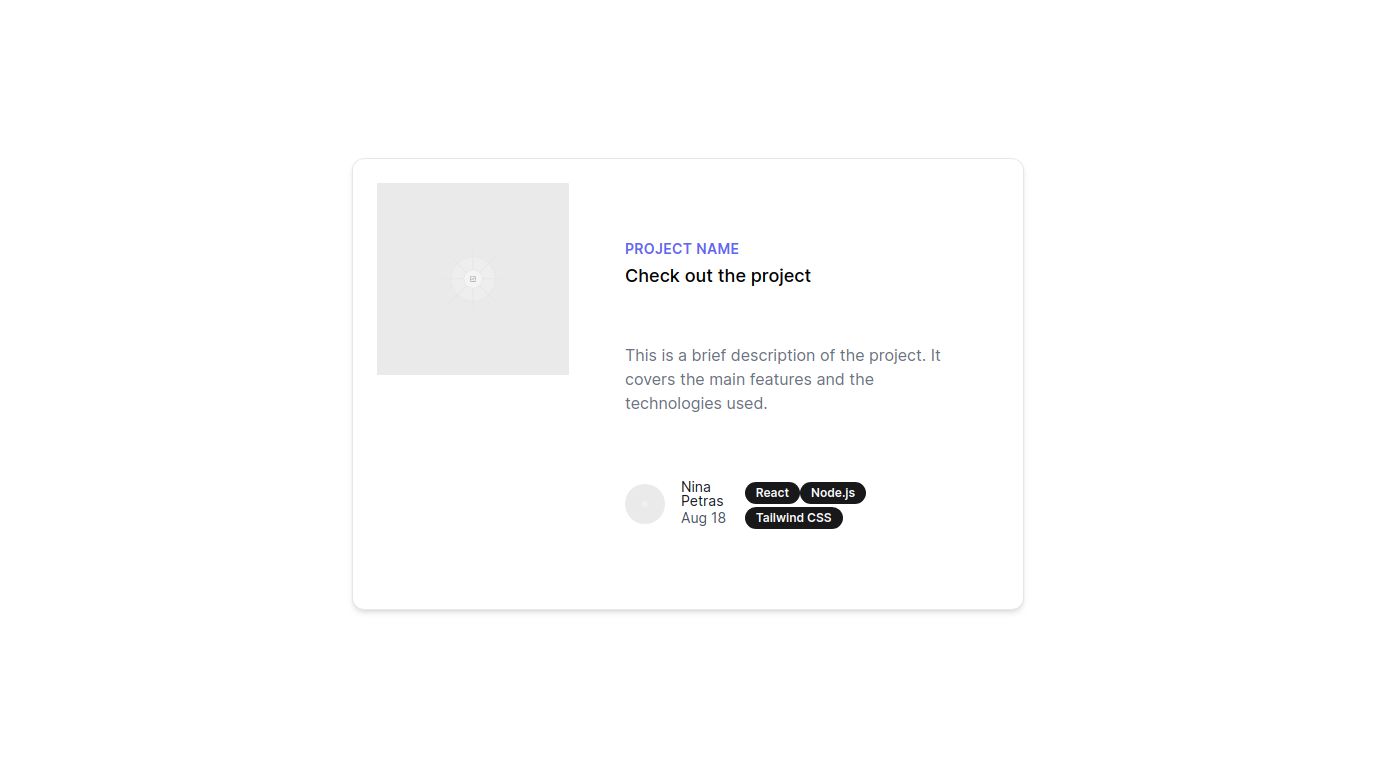 PROJECT NAME
Check out the project
This is a brief description of the project. It
covers the main features and the
technologies used.
Nina
Petras
Aug 18
React
Node.js
Tailwind CSS